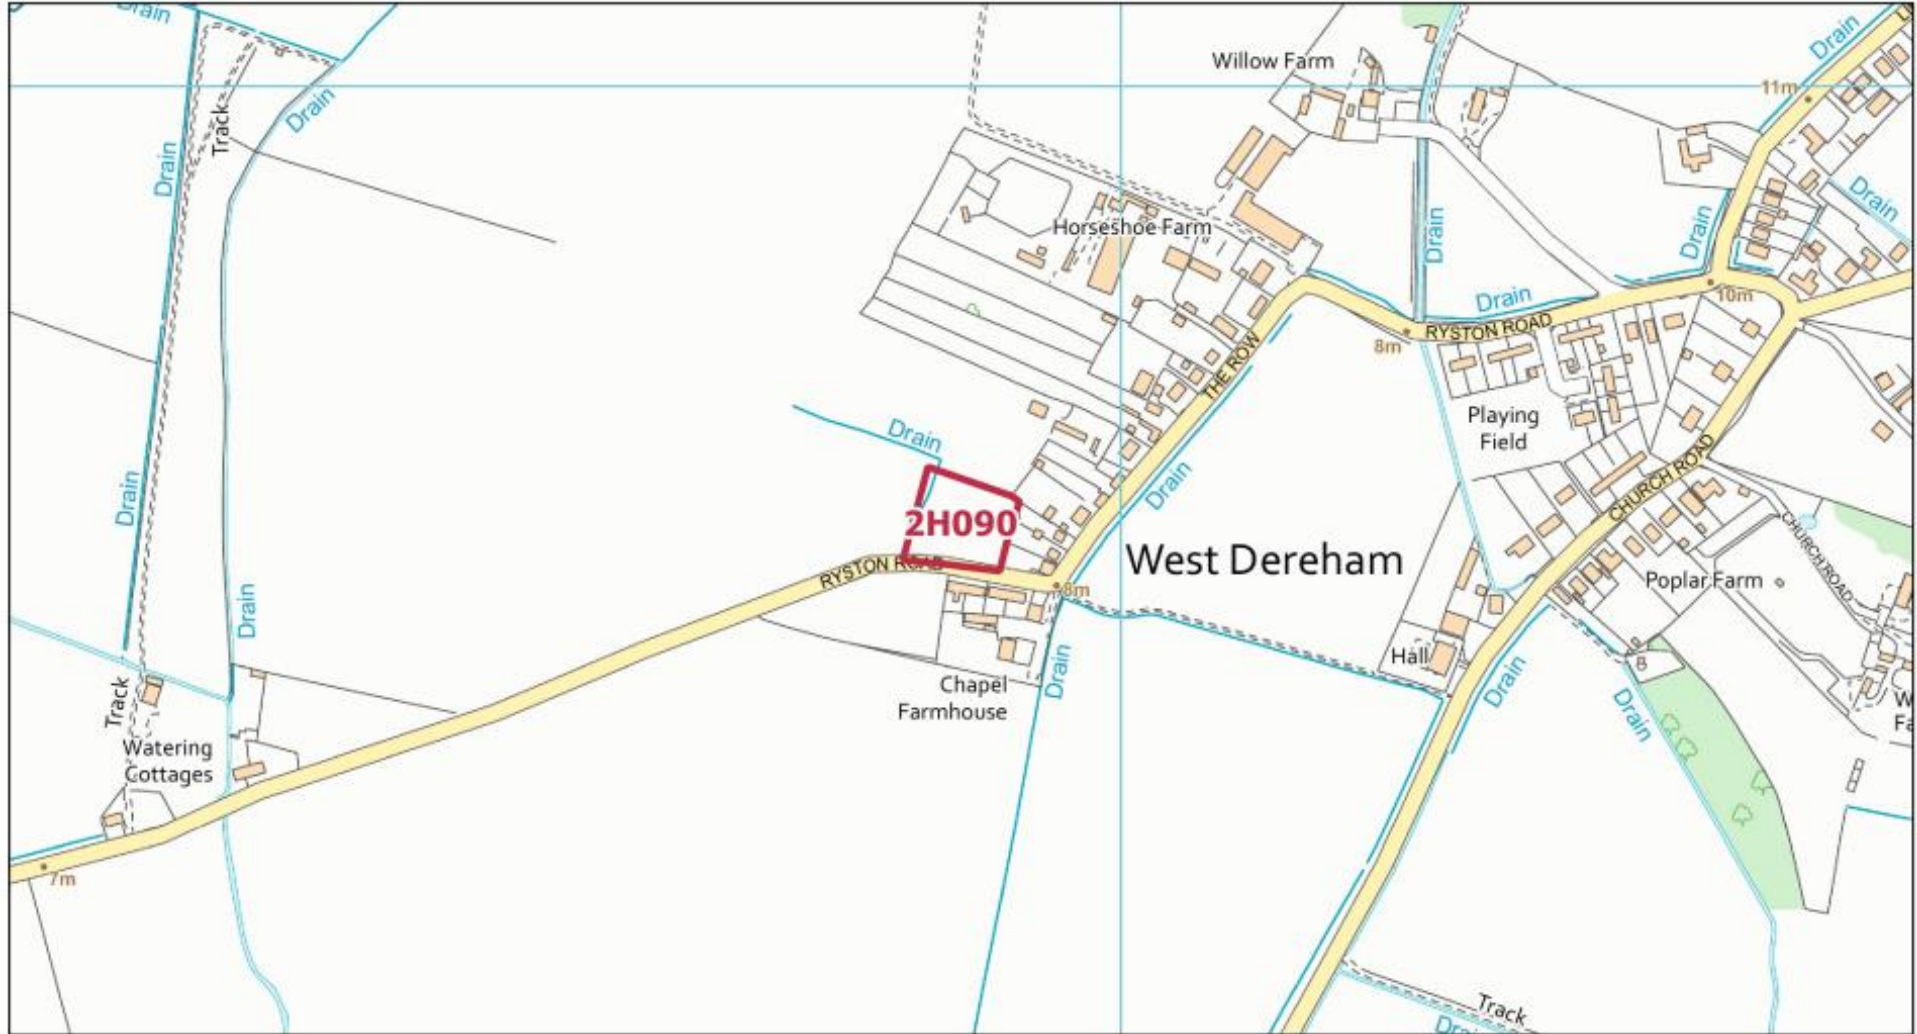 Drain
Willow Farm
Drain
11m
Track
Drain
Drain
Drain
Drain
Drain
Drain
Horseshoe Farm
Drain
10m
RYSTON ROAD
8m
THE ROW
Playing
Field
Drain
CHURCH ROAD
Drain
Drain
2H090
CHURCH ROAD
West Dereham
RYSTON ROAD
Poplar Farm
8m
Drain
Hall
8
Drain
Drain
Drain
Track
Chapel
Farmhouse
Watering
Cottages
7m
Track